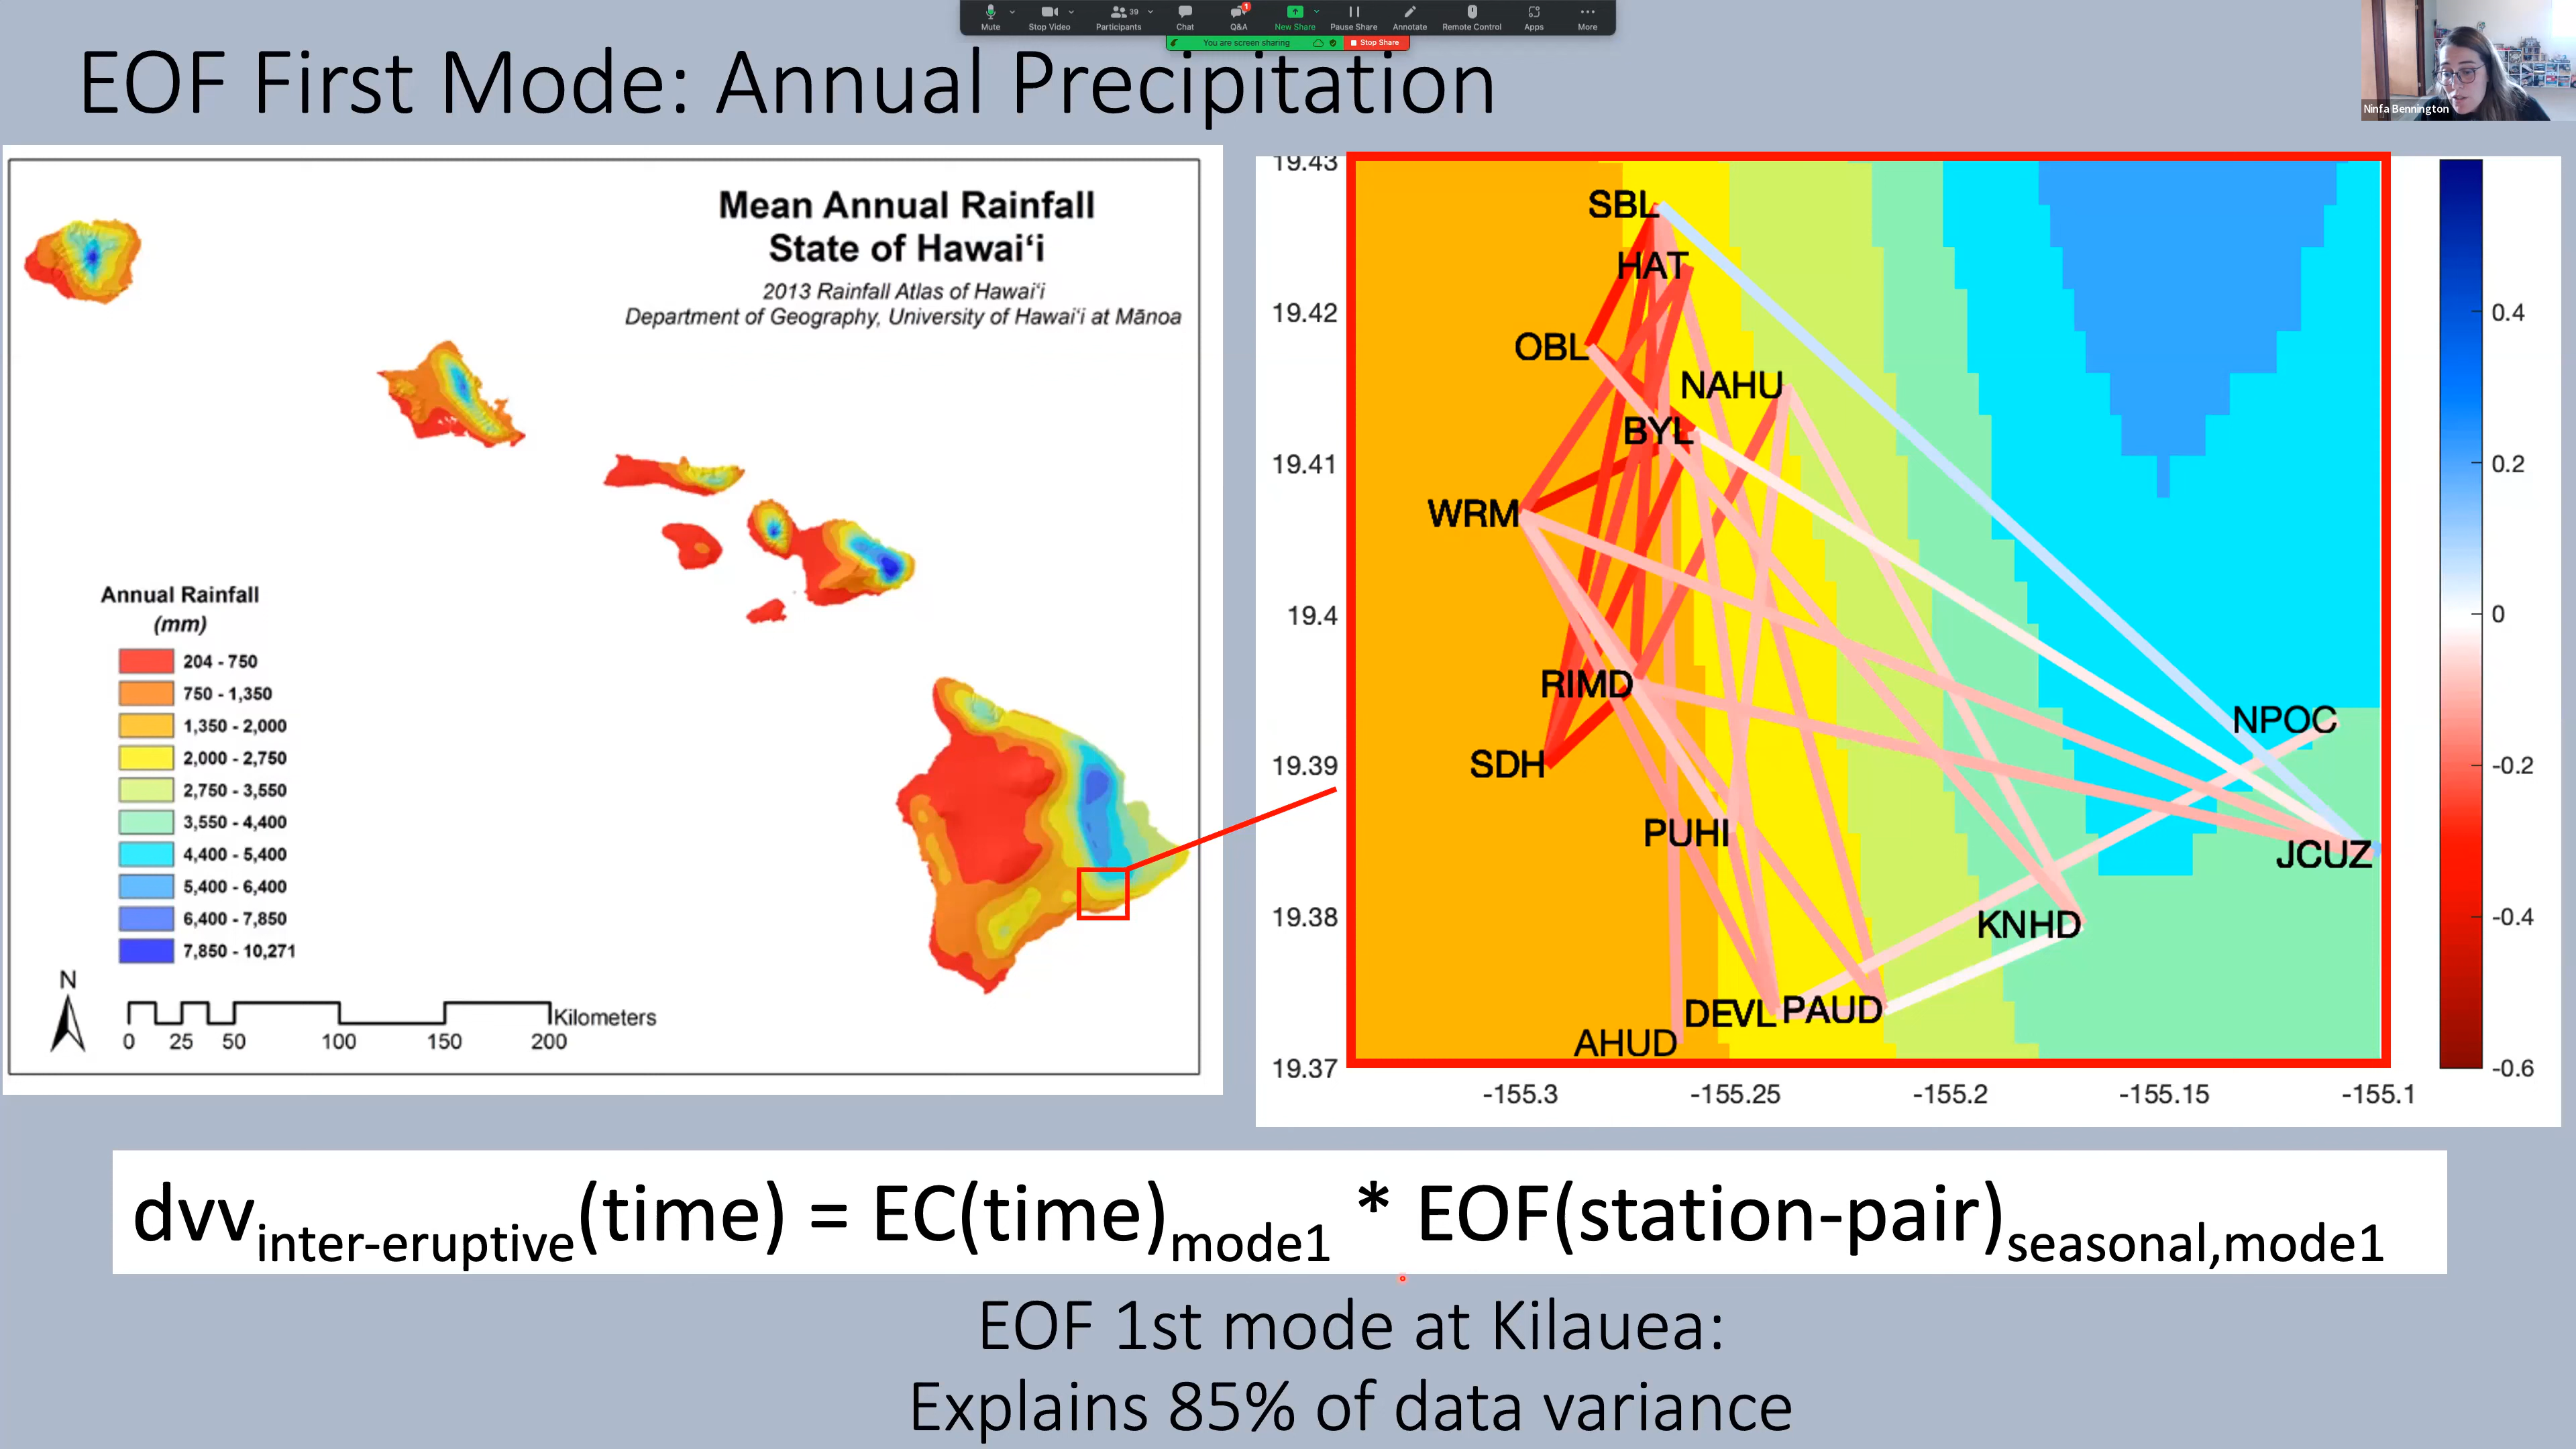 Mute
Stop Video
39
Participants
Chat
1
Q&A
New Share
Pause Share
Annotate
Remote Control
Apps
More
You are screen sharing
Stop Share
Ninfa Bennington
EOF First Mode: Annual Precipitation
Mean Annual Rainfall
State of Hawai‘i
2013 Rainfall Atlas of Hawai‘i
Department of Geography, University of Hawai‘i at Mānoa
Annual Rainfall
(mm)
204 - 750
750 - 1,350
1,350 - 2,000
2,000 - 2,750
2,750 - 3,550
3,550 - 4,400
4,400 - 5,400
5,400 - 6,400
6,400 - 7,850
7,850 - 10,271
N
Kilometers
0 25 50 100 150 200
19.43
19.42
19.41
19.4
19.39
19.38
19.37
SBL
HAT
OBL
NAHU
BYL
WRM
RIMD
SDH
NPOC
PUHI
JCUZ
KNHD
DEVL PAUD
AHUD
-155.3 -155.25 -155.2 -155.15 -155.1
0.4
0.2
0
-0.2
-0.4
-0.6
dvv inter-eruptive(time) = EC(time) mode1 * EOF(station-pair) seasonal,mode1
EOF 1st mode at Kilauea:
Explains 85% of data variance